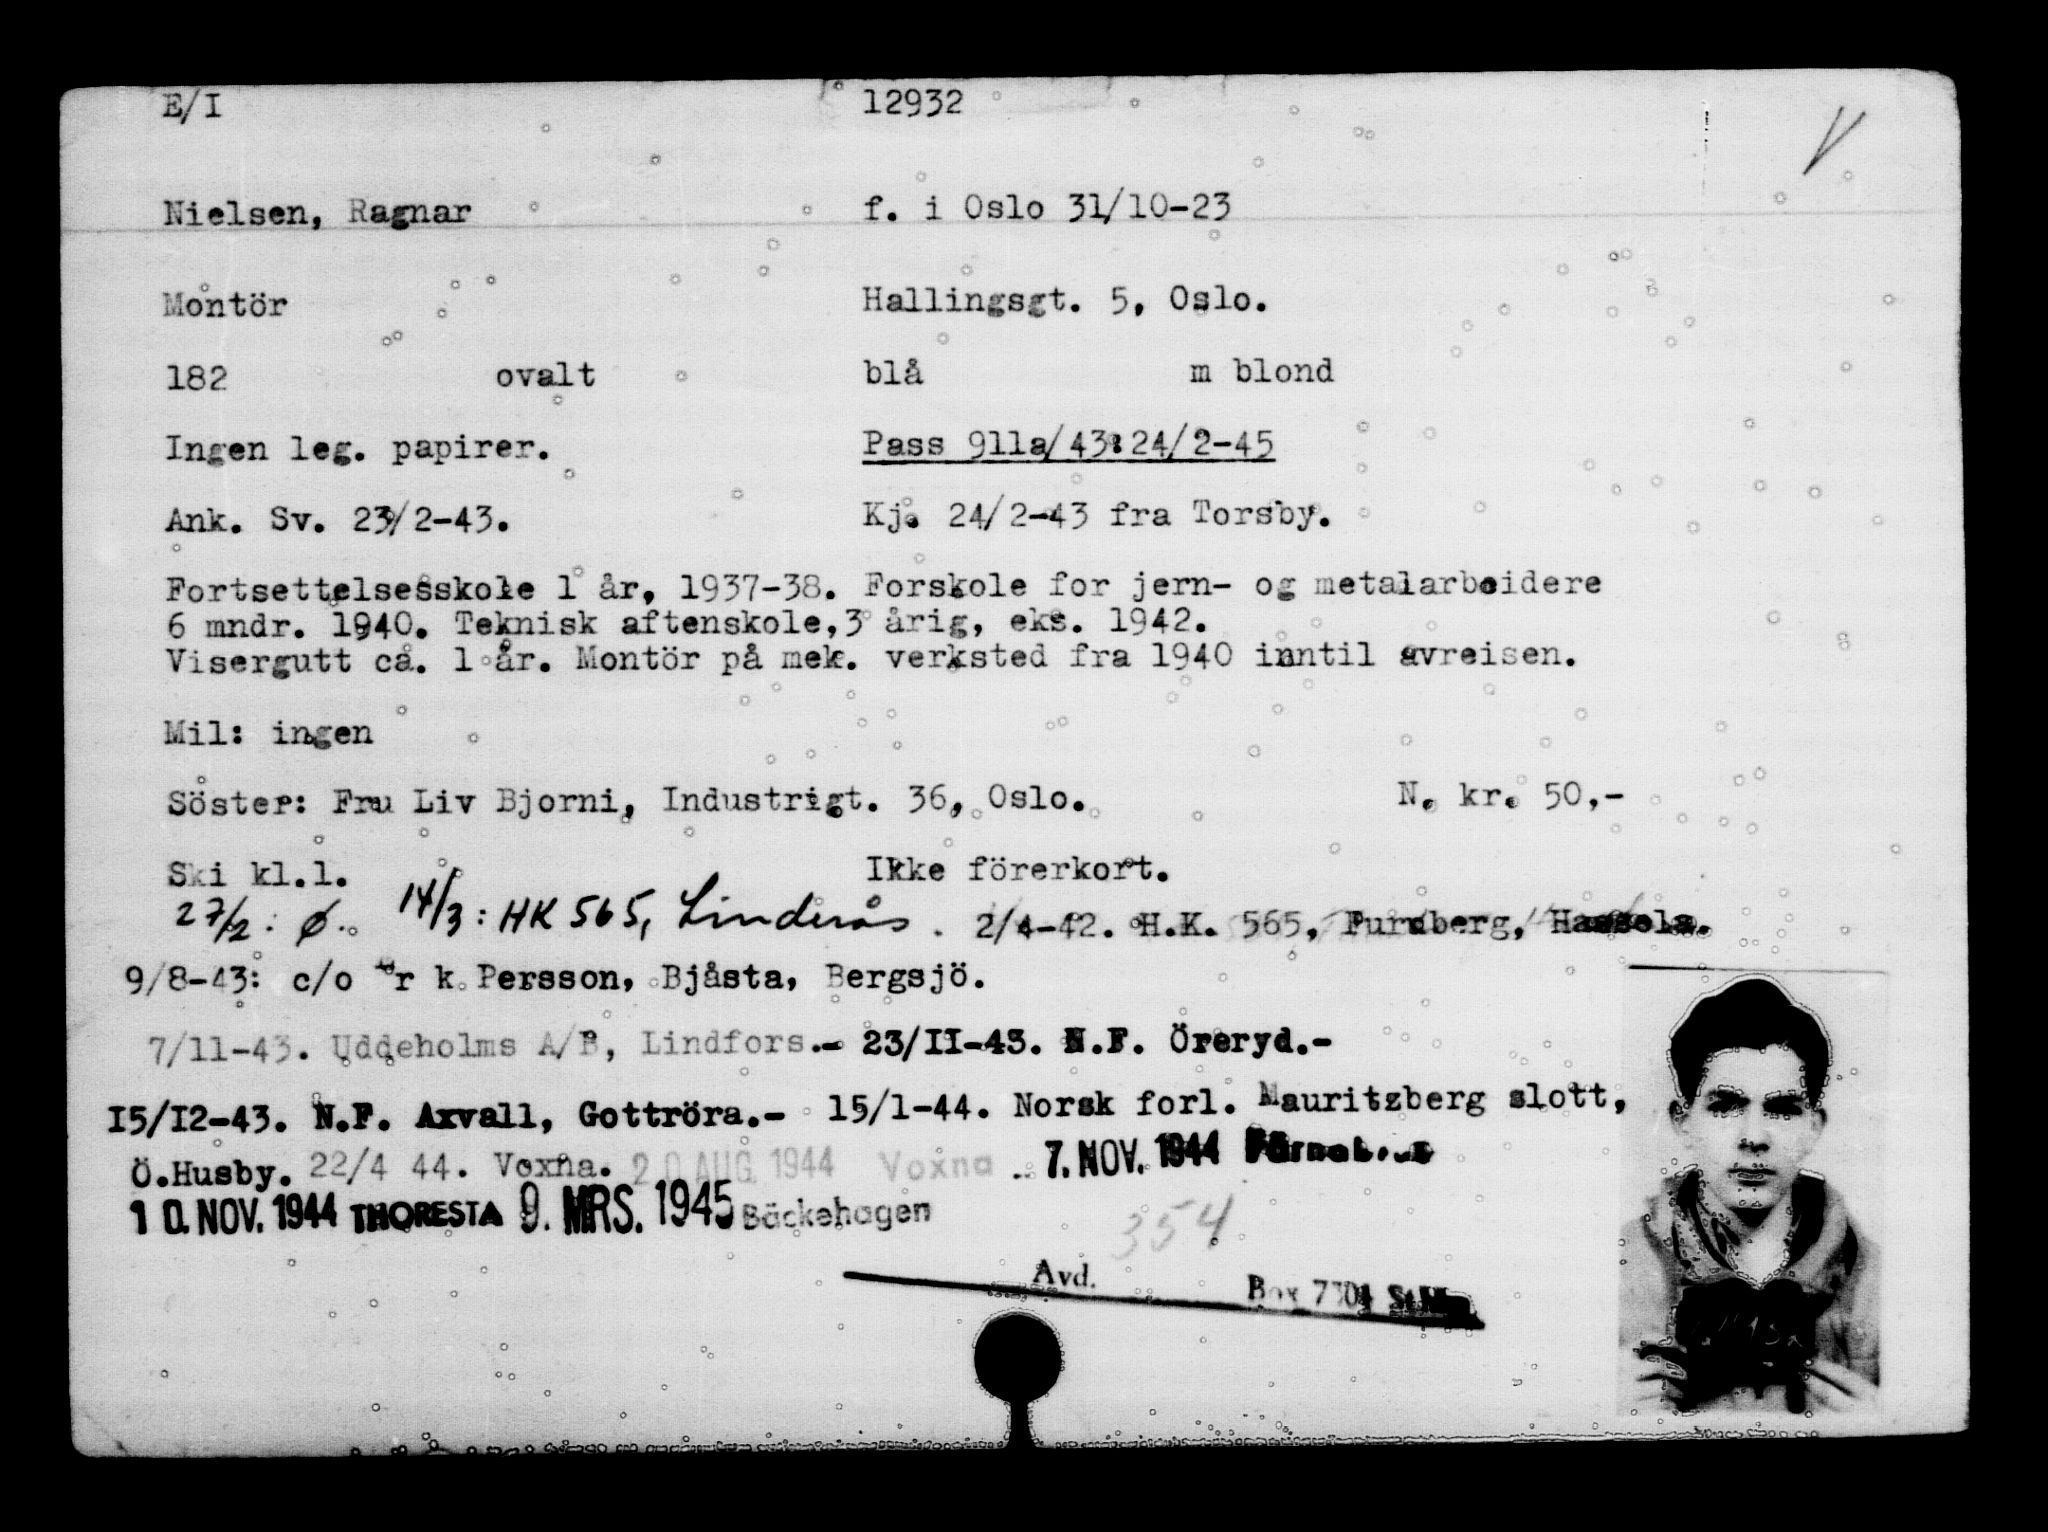 E/I 12932
Nielsen, Ragnar f. i Oslo 31/10-23
Montör Hallingsgt. 5, Oslo.
182 ovalt blå m blond
Ingen leg. papirer. Pass 911a/43:24/2-45
Ank. Sv. 23/2-43. Kj. 24/2-43 fra Torsby.
Fortsettelsesskole 1 år, 1937-38. Forskole for jern- og metalarbeidere
6 mndr. 1940. Teknisk aftenskole, 3 årig, eks. 1942.
Visergutt ca. 1 år. Montör på mek. verksted fra 1940 inntil avreisen.
Mil: ingen
Söster: Fru Liv Bjorni, Industrigt. 36, Oslo. N. kr. 50,-
Ski kl.1. Ikke förerkort.
27/2: Ø. 14/3: HK 565, Linderås. 2/4-42. H.K. 565, Furuberg, Hassela.
9/8-43: c/o Persson, Bjåsta, Bergsjö.
7/11-43. Uddeholms A/B, Lindfors.- 23/II-43. N.F. Öreryd.-
I5/I2-43. N.F. Axvall, Gottröra.- 15/1-44. Norsk forl. Mauritzberg slott,
Ö.Husby. 22/4 44. Voxna. 20 AUG 1944 Voxna 7. NOV. 1944
10. NOV. 1944 THORESTA 9. MRS. 1945 Bäckehagen
354
Avd. Box 7304 Sthlm